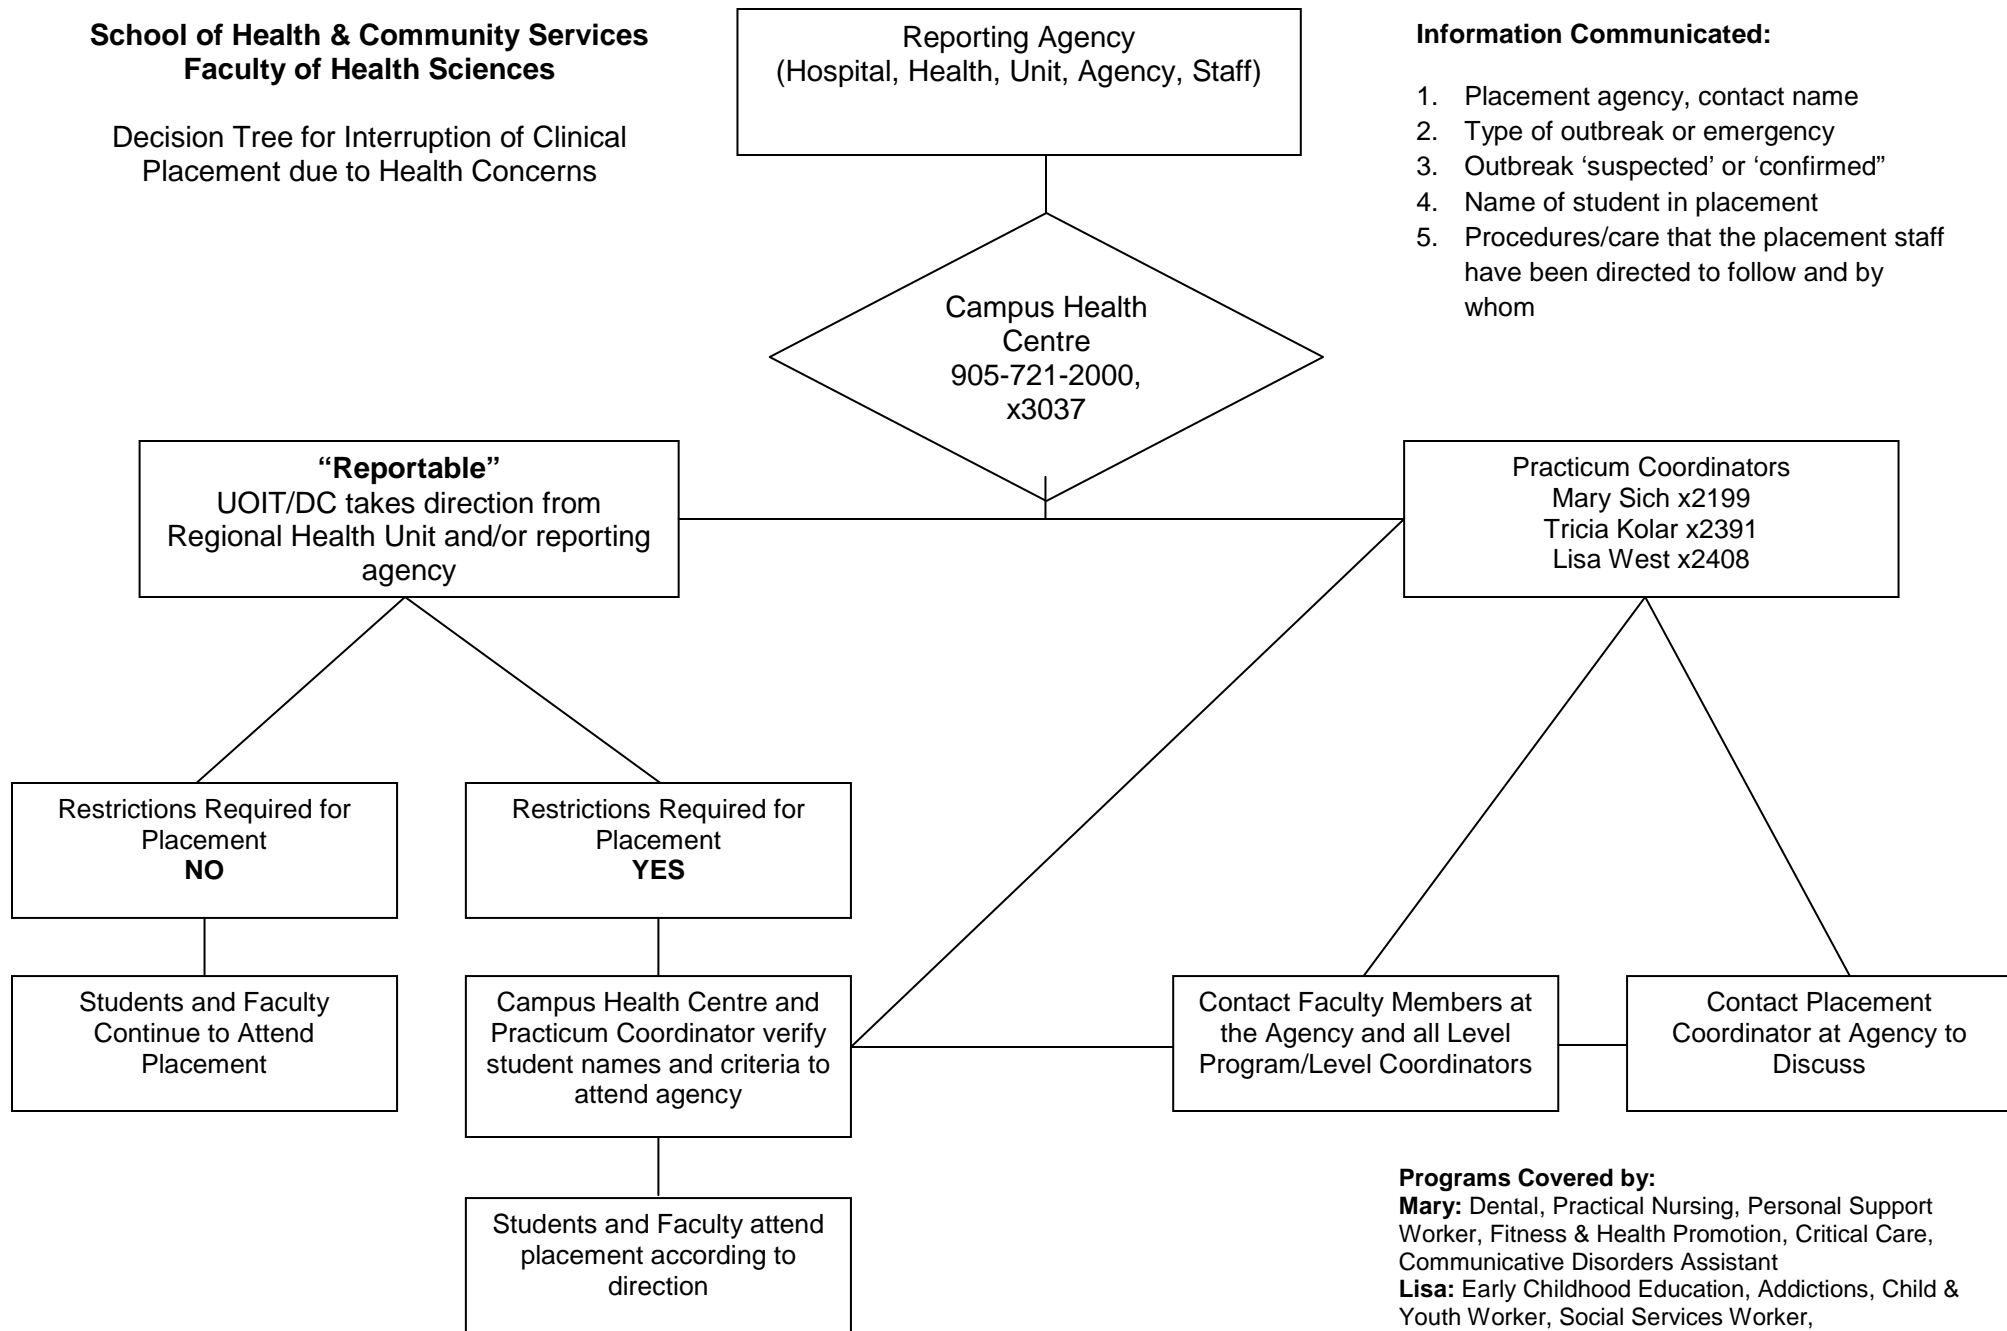 School of Health & Community Services
Faculty of Health Sciences
Decision Tree for Interruption of Clinical
Placement due to Health Concerns
Reporting Agency
(Hospital, Health, Unit, Agency, Staff)
Information Communicated:
1. Placement agency, contact name
2. Type of outbreak or emergency
3. Outbreak ‘suspected’ or ‘confirmed”
4. Name of student in placement
5. Procedures/care that the placement staff
have been directed to follow and by
whom
Campus Health
Centre
905-721-2000,
x3037
“Reportable”
UOIT/DC takes direction from
Regional Health Unit and/or reporting
agency
Practicum Coordinators
Mary Sich x2199
Tricia Kolar x2391
Lisa West x2408
Restrictions Required for
Placement
NO
Restrictions Required for
Placement
YES
Students and Faculty
Continue to Attend
Placement
Campus Health Centre and
Practicum Coordinator verify
student names and criteria to
attend agency
Contact Faculty Members at
the Agency and all Level
Program/Level Coordinators
Contact Placement
Coordinator at Agency to
Discuss
Students and Faculty attend
placement according to
direction
Programs Covered by:
Mary: Dental, Practical Nursing, Personal Support
Worker, Fitness & Health Promotion, Critical Care,
Communicative Disorders Assistant
Lisa: Early Childhood Education, Addictions, Child &
Youth Worker, Social Services Worker,